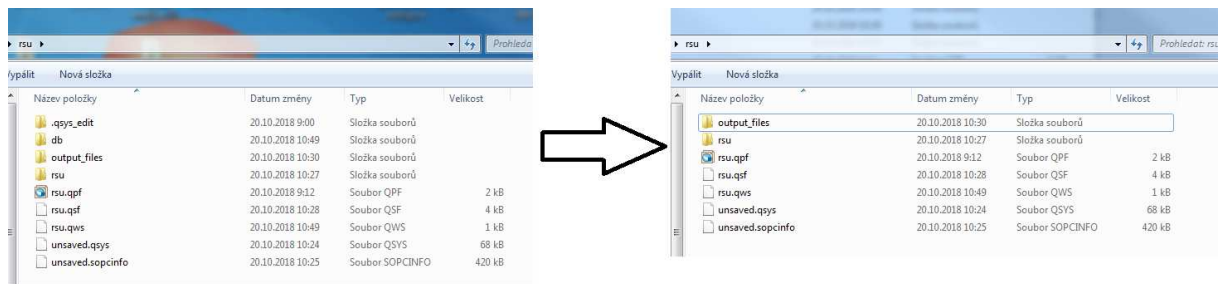 rsu
Prohleda
Vypálit Nová složka
Název položky Datum změny Typ Velikost
.qsys_edit 20.10.2018 9:00 Složka souborů
db 20.10.2018 10:49 Složka souborů
output_files 20.10.2018 10:30 Složka souborů
rsu 20.10.2018 10:27 Složka souborů
rsu.qpf 20.10.2018 9:12 Soubor QPF 2 kB
rsu.qsf 20.10.2018 10:28 Soubor QSF 4 kB
rsu.qws 20.10.2018 10:49 Soubor QWS 1 kB
unsaved.qsys 20.10.2018 10:24 Soubor QSYS 68 kB
unsaved.sopcinfo 20.10.2018 10:25 Soubor SOPCINFO 420 kB
rsu
Prohledat: rsu
Vypálit Nová složka
Název položky Datum změny Typ Velikost
output_files 20.10.2018 10:30 Složka souborů
rsu 20.10.2018 10:27 Složka souborů
rsu.qpf 20.10.2018 9:12 Soubor QPF 2 kB
rsu.qsf 20.10.2018 10:28 Soubor QSF 4 kB
rsu.qws 20.10.2018 10:49 Soubor QWS 1 kB
unsaved.qsys 20.10.2018 10:24 Soubor QSYS 68 kB
unsaved.sopcinfo 20.10.2018 10:25 Soubor SOPCINFO 420 kB